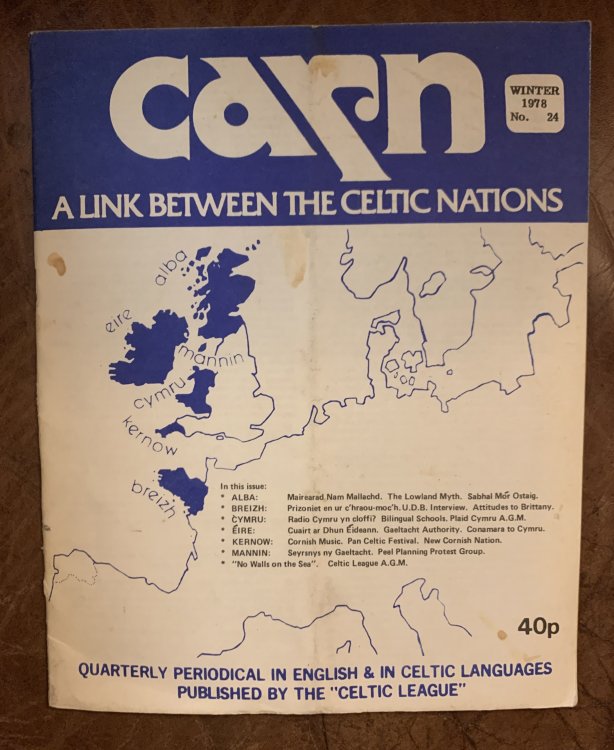 carn
WINTER
1978
No. 24
A LINK BETWEEN THE CELTIC NATIONS
alba
eire
mannin
cymru
kernow
breizh
In this issue:
* ALBA: Mairearad Nam Mallachd. The Lowland Myth. Sabhal Mór Ostaig.
* BREIZH: Prizoniet en ur c'hraou-moc'h. U.D.B. Interview. Attitudes to Brittany.
* CYMRU: Radio Cymru yn cloffi? Bilingual Schools. Plaid Cymru A.G.M.
* ÉIRE: Cuairt ar Dhun Éideann. Gaeltacht Authority. Conamara to Cymru.
* KERNOW: Cornish Music. Pan Celtic Festival. New Cornish Nation.
* MANNIN: Seyrsnys ny Gaeltacht. Peel Planning Protest Group.
* "No Walls on the Sea". Celtic League A.G.M.
40p
QUARTERLY PERIODICAL IN ENGLISH & IN CELTIC LANGUAGES
PUBLISHED BY THE "CELTIC LEAGUE"